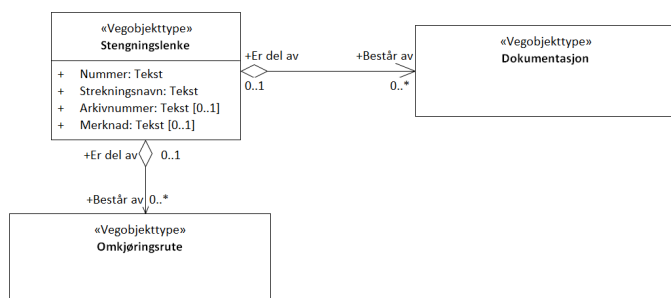 «Vegobjekttype»
Stengningslenke
+ Nummer: Tekst
+ Strekningsnavn: Tekst
+ Arkivnummer: Tekst [0..1]
+ Merknad: Tekst [0..1]
+Er del av
0..1
+Består av
0..*
«Vegobjekttype»
Dokumentasjon
+Er del av 0..1
+Består av 0..*
«Vegobjekttype»
Omkjøringsrute